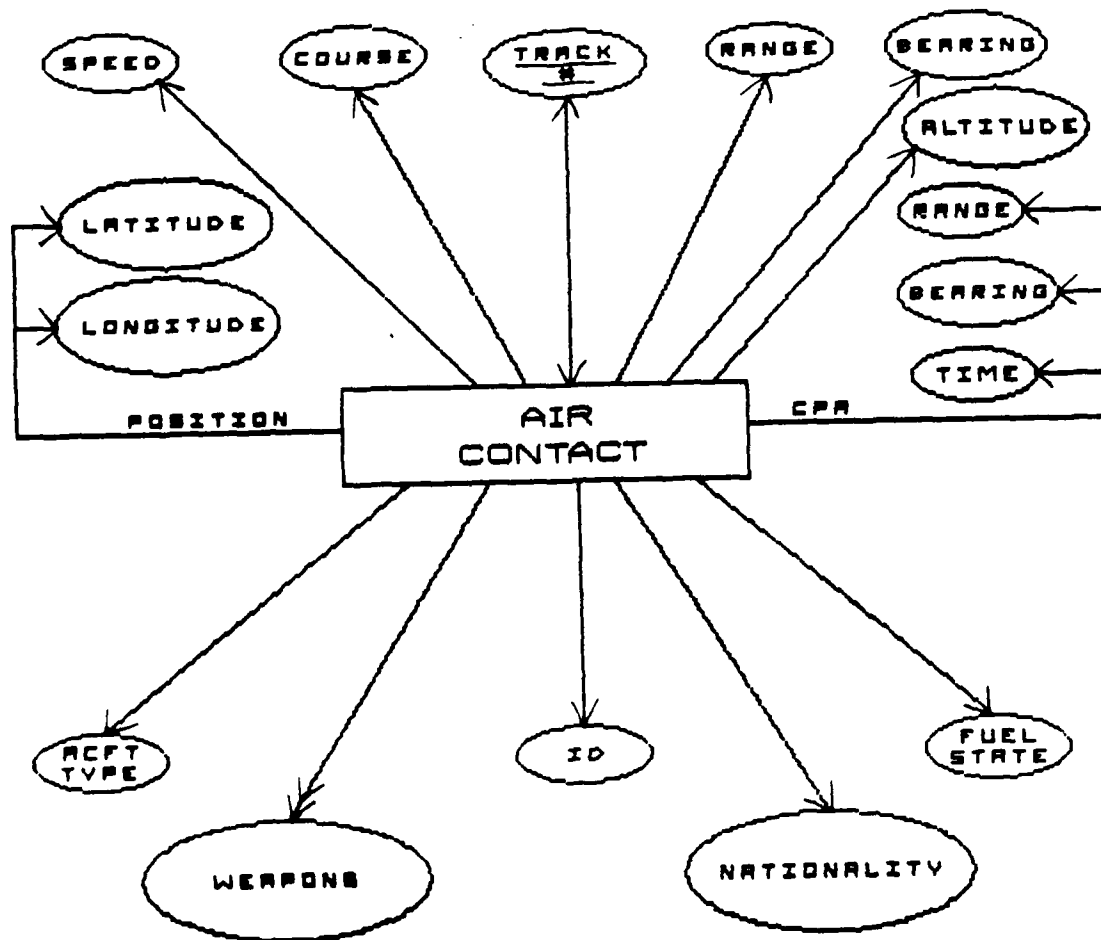 SPEED
COURSE
TRACK
#
RANGE
BEARING
ALTITUDE
LATITUDE
RANGE
LONGITUDE
BEARING
TIME
POSITION
AIR
CONTACT
CPA
ACFT
TYPE
ID
FUEL
STATE
WEAPONS
NATIONALITY